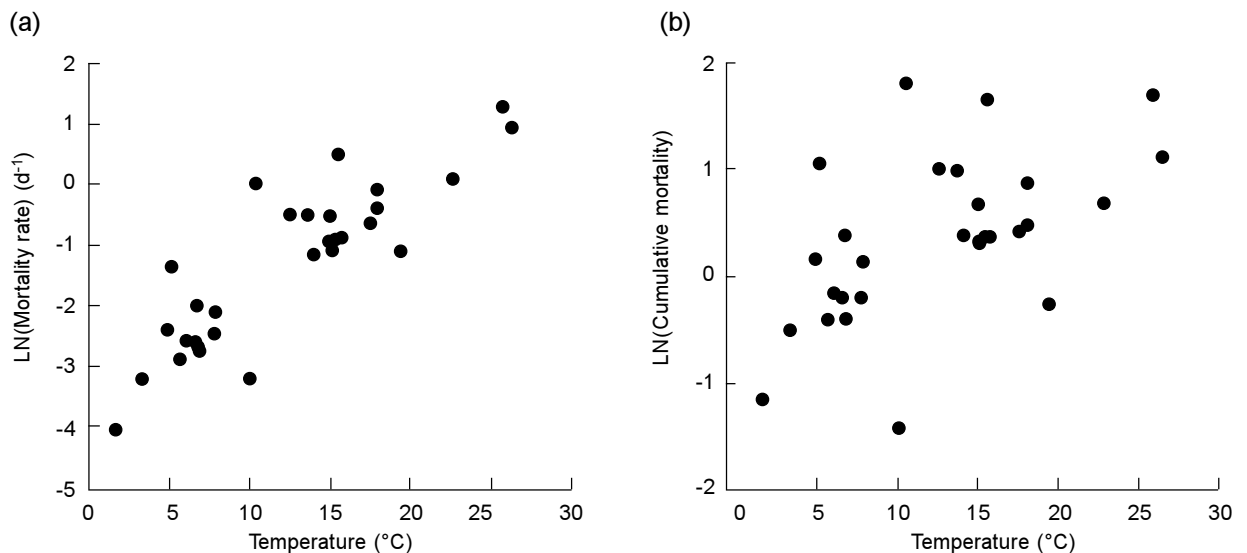 (a)
LN(Mortality rate) (d⁻¹)
2
1
0
-1
-2
-3
-4
-5
0 5 10 15 20 25 30
Temperature (°C)
(b)
LN(Cumulative mortality)
2
1
0
-1
-2
0 5 10 15 20 25 30
Temperature (°C)